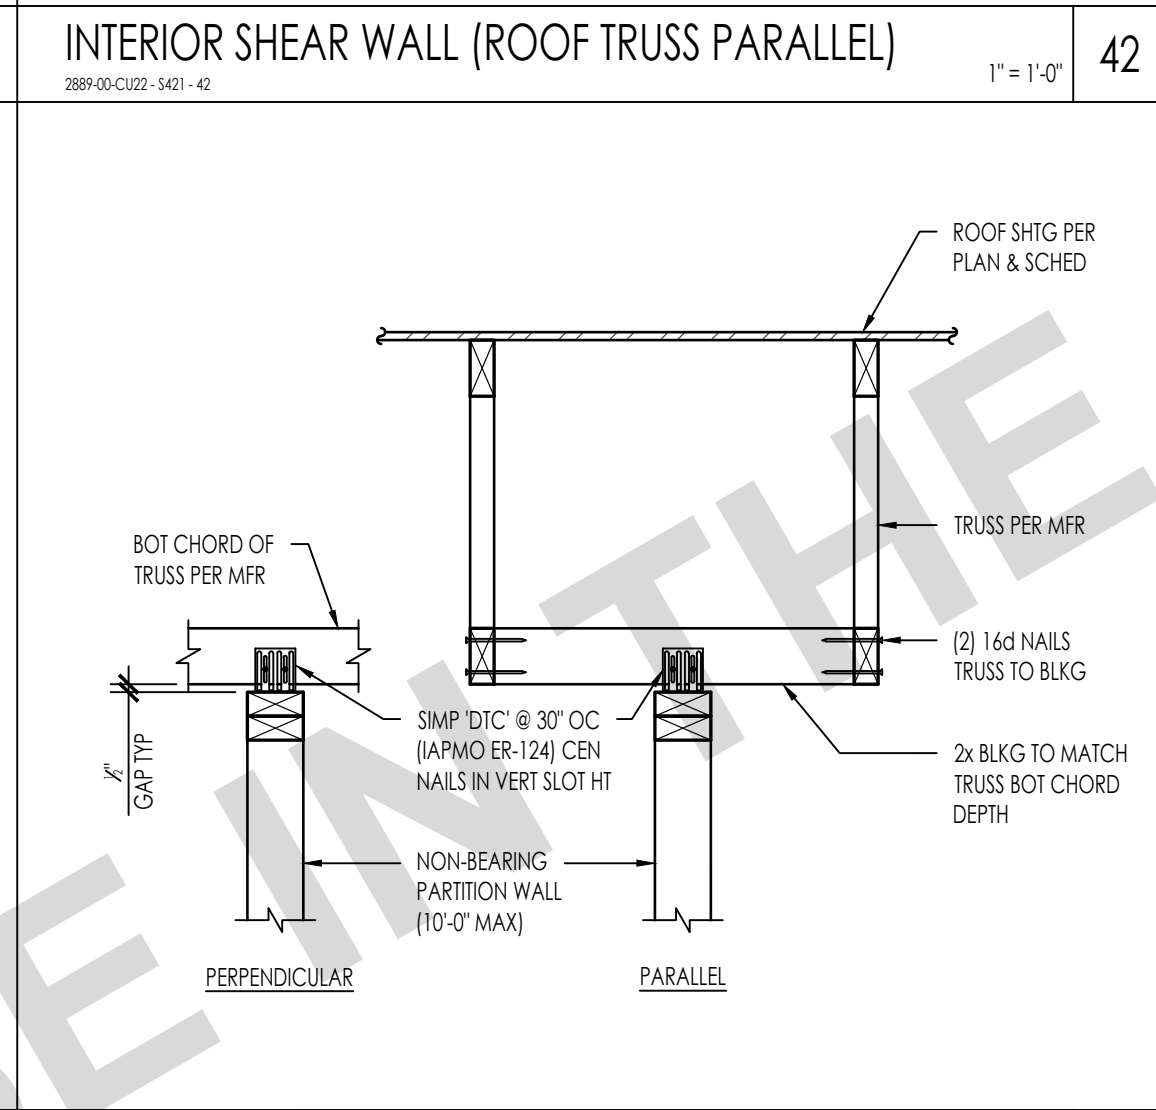 INTERIOR SHEAR WALL (ROOF TRUSS PARALLEL)
2889-00-CU22 - S421 - 42
1" = 1'-0"
42
ROOF SHTG PER
PLAN & SCHED
TRUSS PER MFR
BOT CHORD OF
TRUSS PER MFR
(2) 16d NAILS
TRUSS TO BLKG
SIMP 'DTC' @ 30" OC
(IAPMO ER-124) CEN
NAILS IN VERT SLOT HT
2x BLKG TO MATCH
TRUSS BOT CHORD
DEPTH
½"
GAP TYP
NON-BEARING
PARTITION WALL
(10'-0" MAX)
PERPENDICULAR
PARALLEL
E IN THE